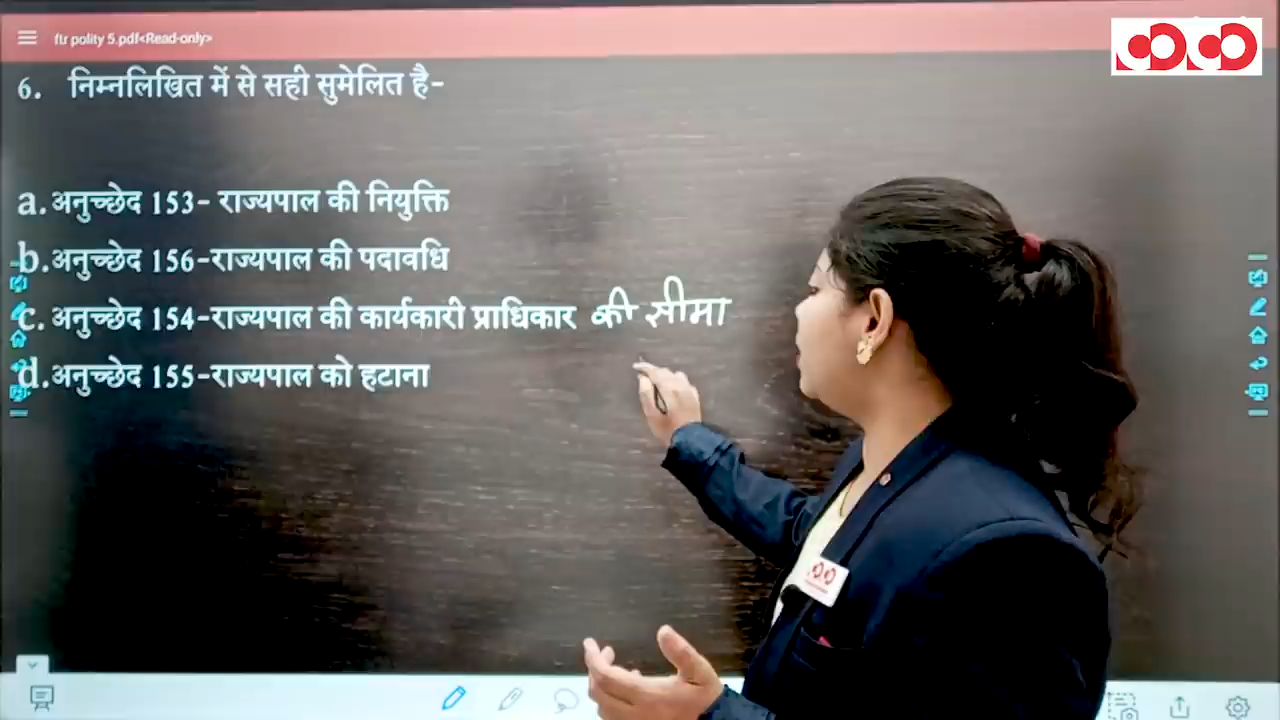 ftr polity 5.pdf<Read-only>
6. निम्नलिखित में से सही सुमेलित है-
a. अनुच्छेद 153- राज्यपाल की नियुक्ति
b. अनुच्छेद 156-राज्यपाल की पदावधि
c. अनुच्छेद 154-राज्यपाल की कार्यकारी प्राधिकार की सीमा
d. अनुच्छेद 155-राज्यपाल को हटाना